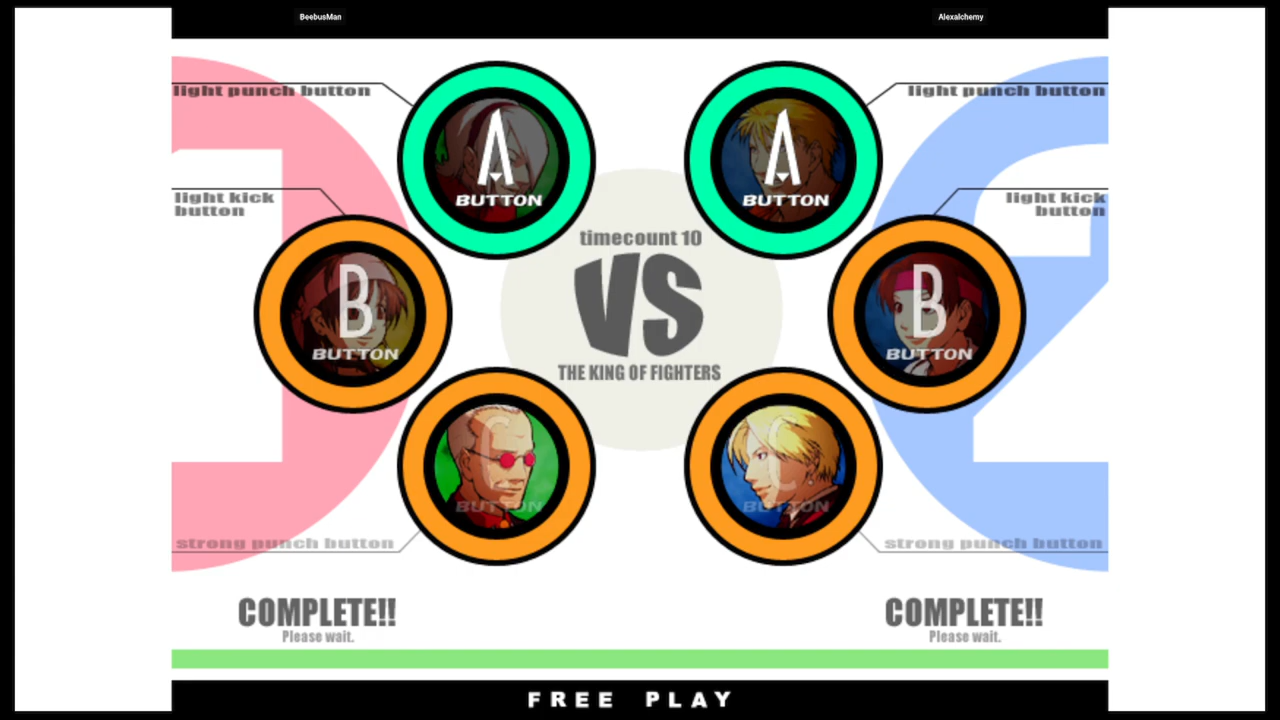 BeebusMan
Alexalchemy
light punch button
light punch button
A
BUTTON
A
BUTTON
light kick
button
light kick
button
timecount 10
VS
THE KING OF FIGHTERS
B
BUTTON
B
BUTTON
C
BUTTON
C
BUTTON
strong punch button
strong punch button
COMPLETE!!
Please wait.
COMPLETE!!
Please wait.
FREE PLAY